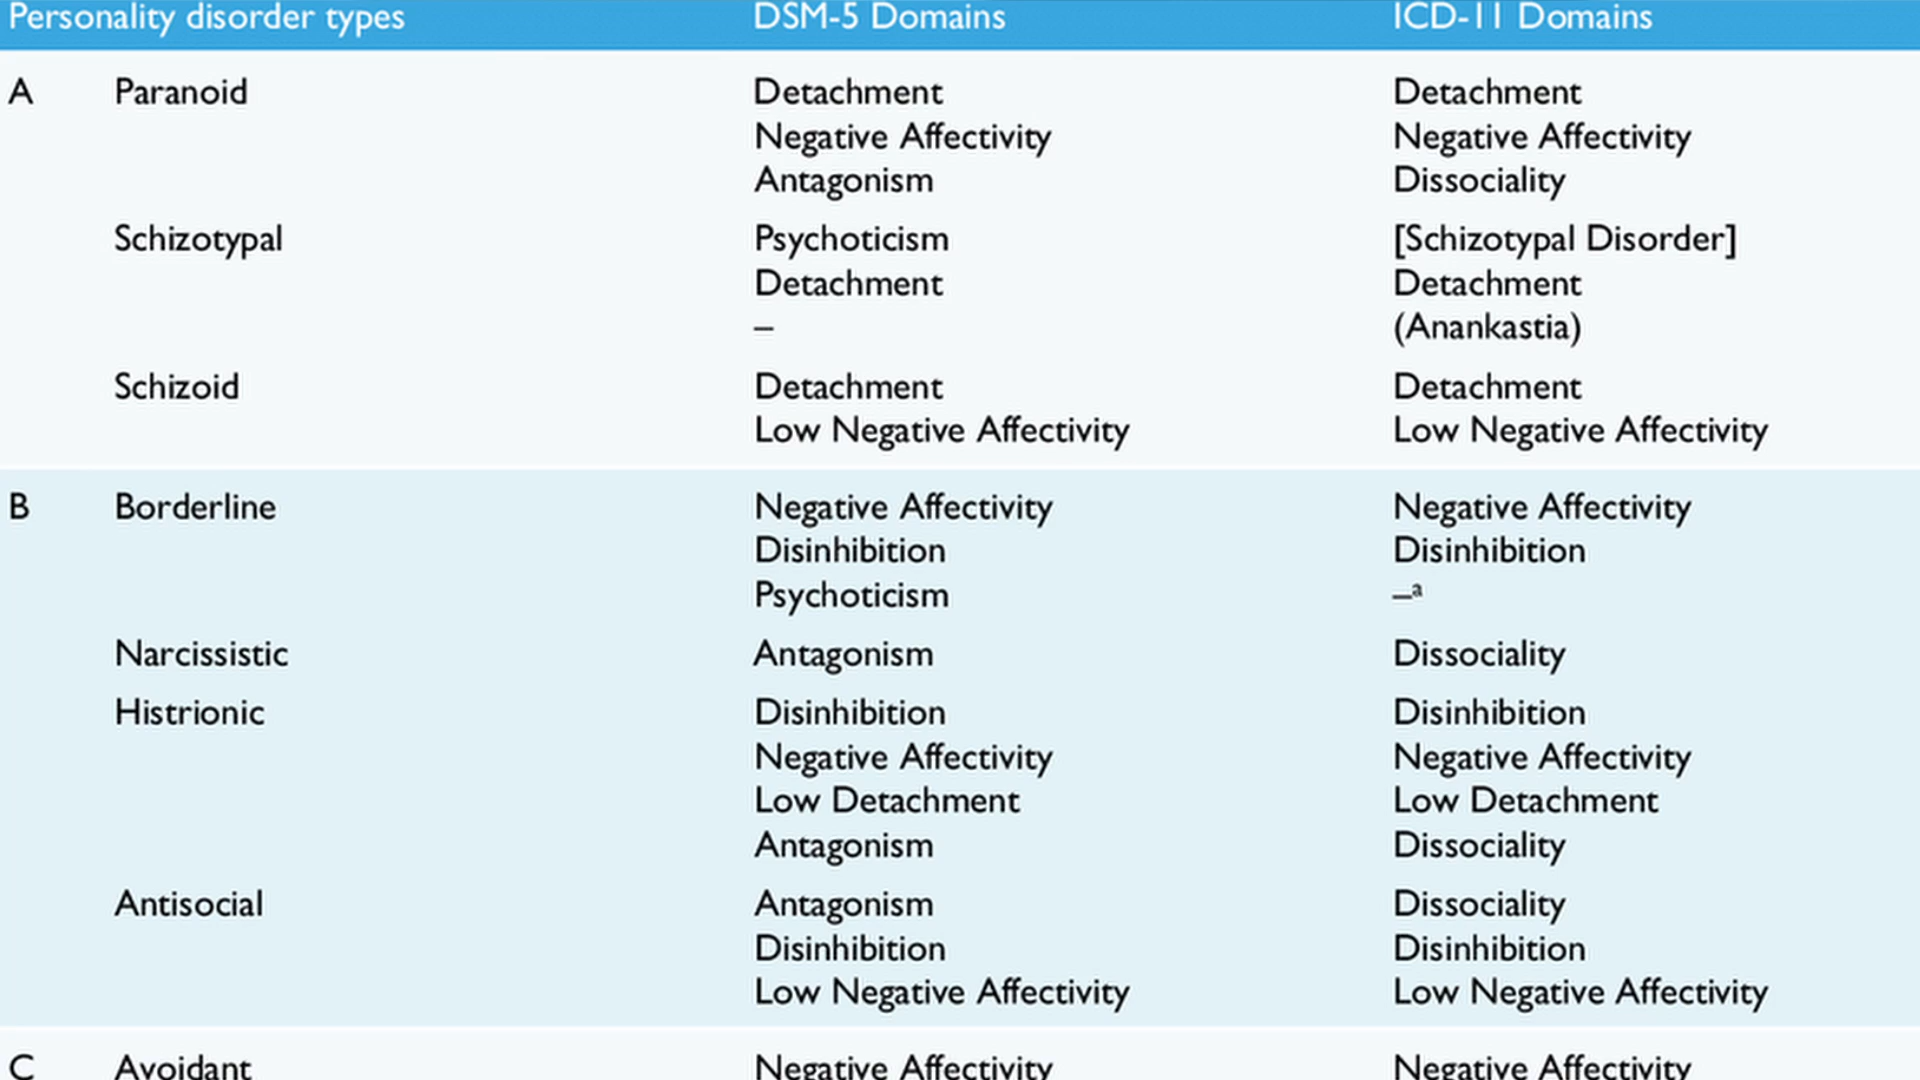 Personality disorder types DSM-5 Domains ICD-11 Domains
A Paranoid Detachment Detachment
Negative Affectivity Negative Affectivity
Antagonism Dissociality
Schizotypal Psychoticism [Schizotypal Disorder]
Detachment Detachment
– (Anankastia)
Schizoid Detachment Detachment
Low Negative Affectivity Low Negative Affectivity
B Borderline Negative Affectivity Negative Affectivity
Disinhibition Disinhibition
Psychoticism –ᵃ
Narcissistic Antagonism Dissociality
Histrionic Disinhibition Disinhibition
Negative Affectivity Negative Affectivity
Low Detachment Low Detachment
Antagonism Dissociality
Antisocial Antagonism Dissociality
Disinhibition Disinhibition
Low Negative Affectivity Low Negative Affectivity
C Avoidant Negative Affectivity Negative Affectivity